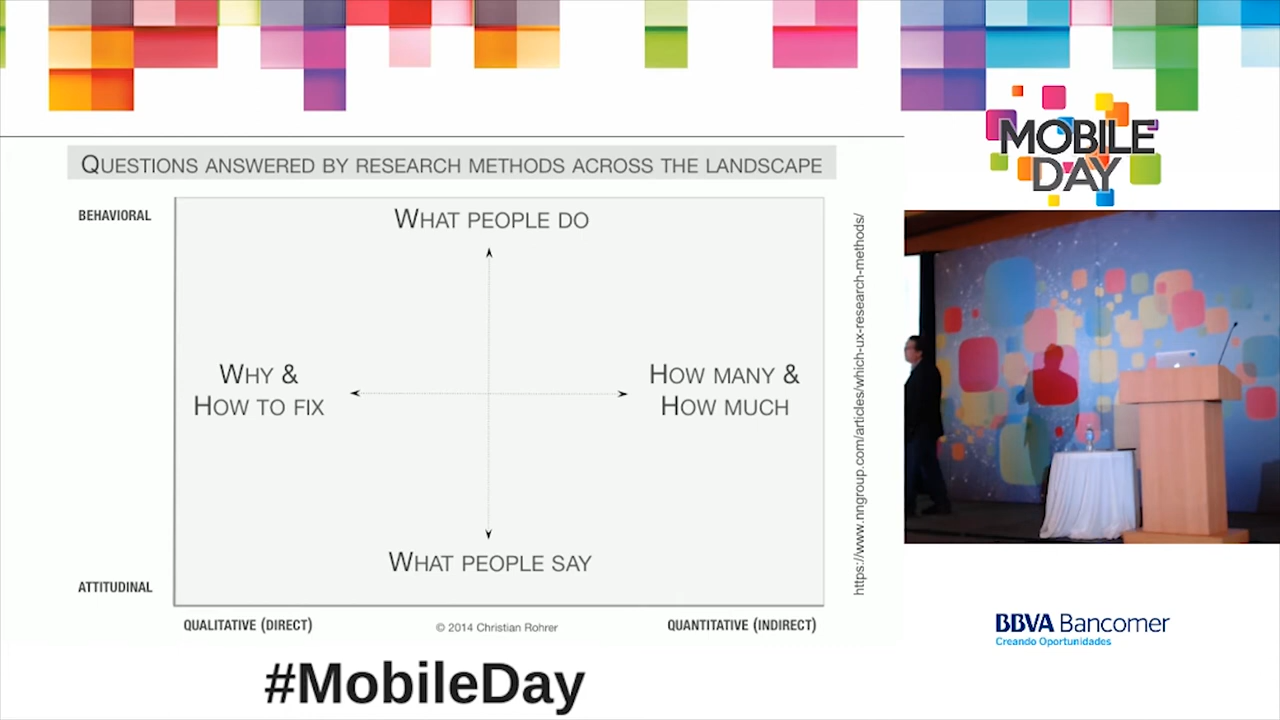 MOBILE
DAY
QUESTIONS ANSWERED BY RESEARCH METHODS ACROSS THE LANDSCAPE
BEHAVIORAL
WHAT PEOPLE DO
WHY &
HOW TO FIX
HOW MANY &
HOW MUCH
WHAT PEOPLE SAY
ATTITUDINAL
QUALITATIVE (DIRECT)
© 2014 Christian Rohrer
QUANTITATIVE (INDIRECT)
https://www.nngroup.com/articles/which-ux-research-methods/
BBVA Bancomer
Creando Oportunidades
#MobileDay